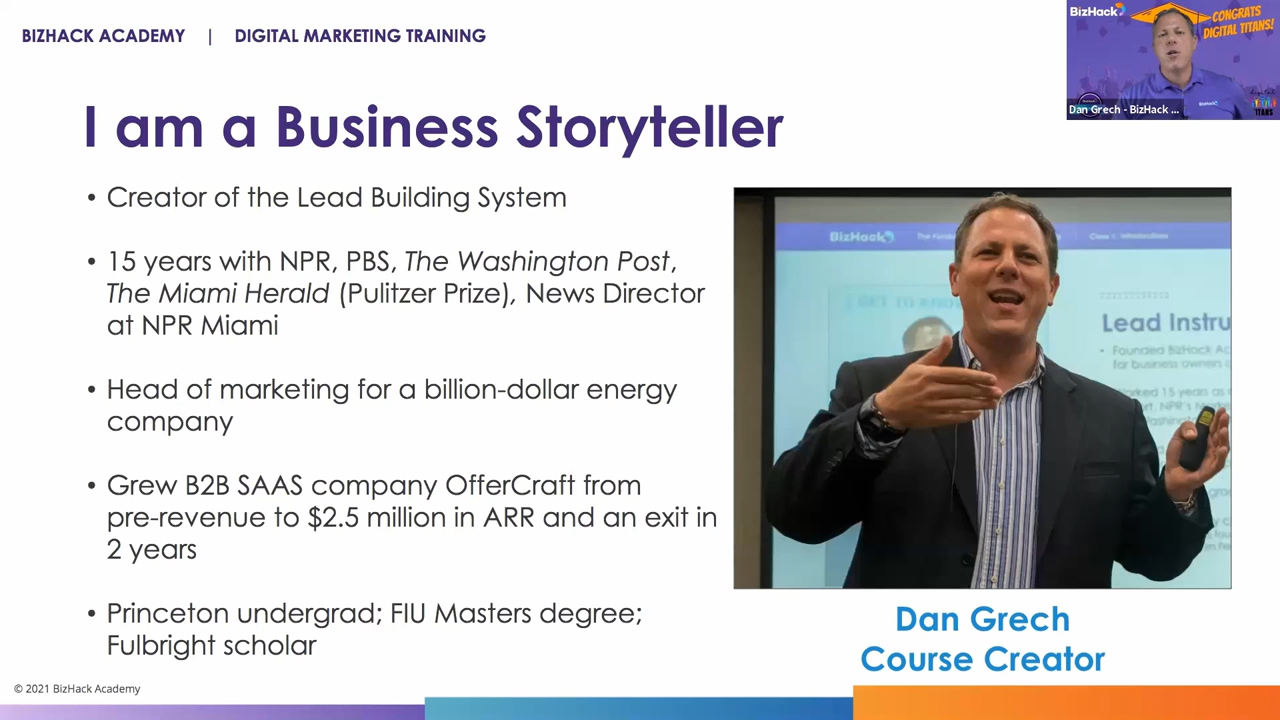 BIZHACK ACADEMY | DIGITAL MARKETING TRAINING
BizHack
CONGRATS
DIGITAL TITANS!
BizHack
Dan Grech - BizHack ...
I am a Business Storyteller
• Creator of the Lead Building System
• 15 years with NPR, PBS, The Washington Post,
The Miami Herald (Pulitzer Prize), News Director
at NPR Miami
• Head of marketing for a billion-dollar energy
company
• Grew B2B SAAS company OfferCraft from
pre-revenue to $2.5 million in ARR and an exit in
2 years
• Princeton undergrad; FIU Masters degree;
Fulbright scholar
BizHack
Lead Instru
Dan Grech
Course Creator
© 2021 BizHack Academy